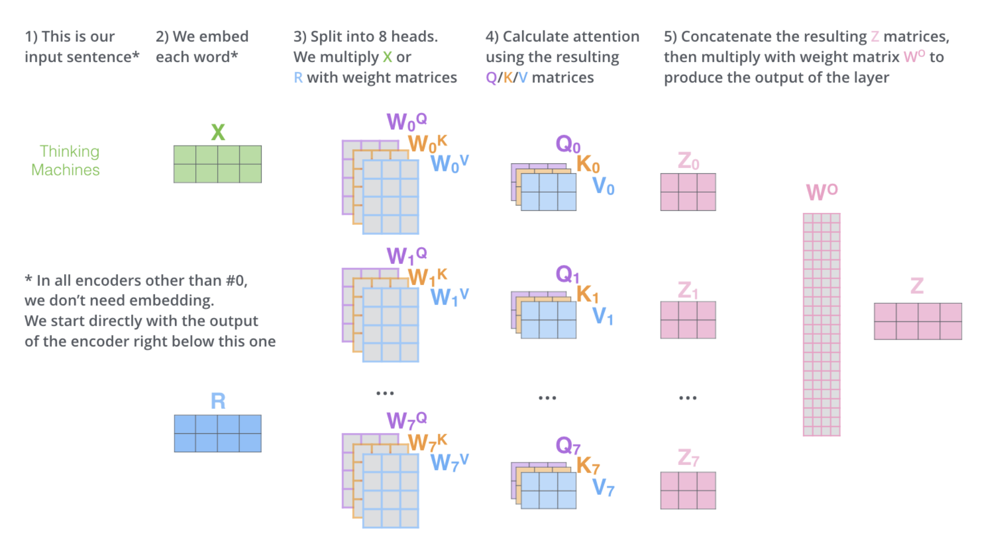 1) This is our
input sentence*
2) We embed
each word*
3) Split into 8 heads.
We multiply X or
R with weight matrices
4) Calculate attention
using the resulting
Q/K/V matrices
5) Concatenate the resulting Z matrices,
then multiply with weight matrix Wᴼ to
produce the output of the layer
Thinking
Machines
X
W₀Q
W₀K
W₀V
Q₀
K₀
V₀
Z₀
Wᴼ
* In all encoders other than #0,
we don’t need embedding.
We start directly with the output
of the encoder right below this one
W₁Q
W₁K
W₁V
Q₁
K₁
V₁
Z₁
Z
...
...
...
R
W₇Q
W₇K
W₇V
Q₇
K₇
V₇
Z₇